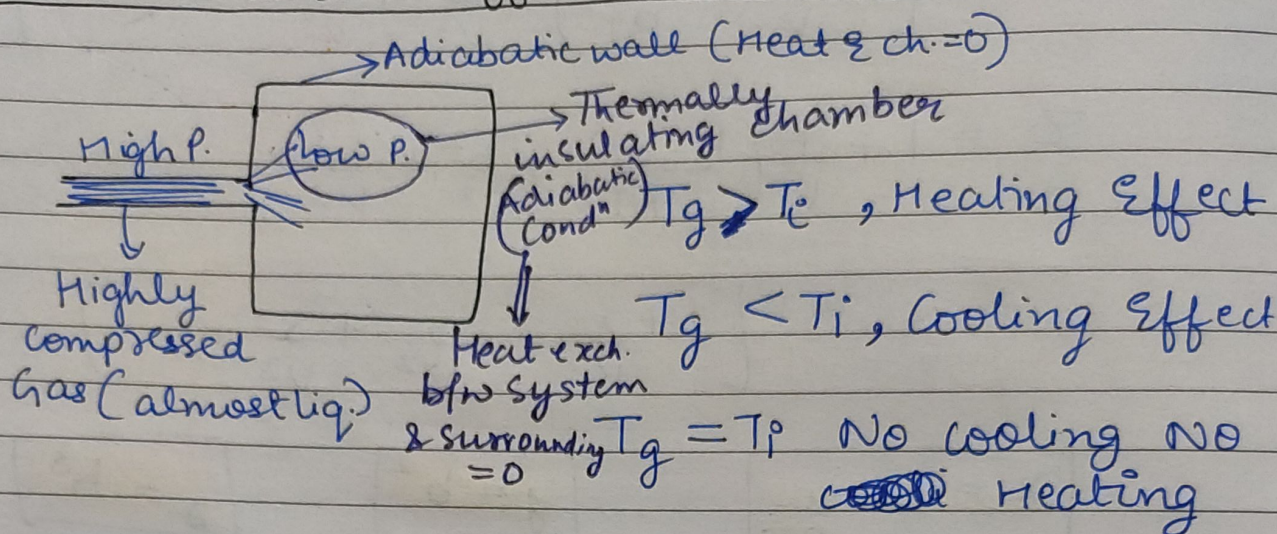 Adiabatic wall (Heat Exch.=0)
High P.
Low P.
Thermally
insulating chamber
(Adiabatic
Condⁿ)
Heat exch.
b/w system
& surrounding
=0
Highly
compressed
Gas (almost liq.)
Tg > Ti , Heating Effect
Tg < Ti, Cooling Effect
Tg = Ti No cooling No
Heating